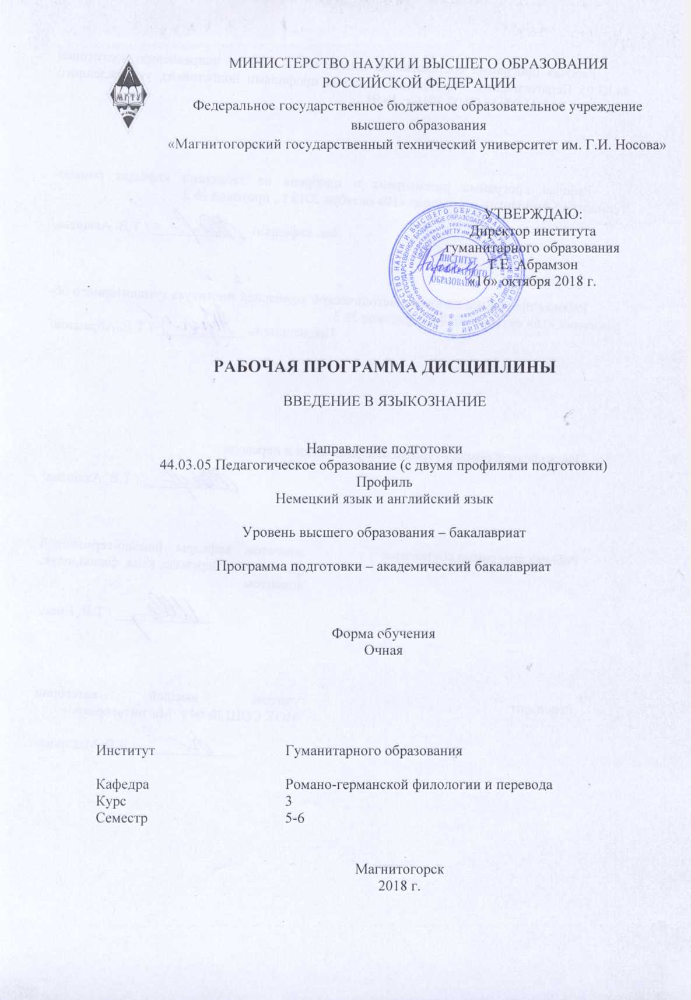 МИНИСТЕРСТВО НАУКИ И ВЫСШЕГО ОБРАЗОВАНИЯ
РОССИЙСКОЙ ФЕДЕРАЦИИ
Федеральное государственное бюджетное образовательное учреждение
высшего образования
«Магнитогорский государственный технический университет им. Г.И. Носова»
МГТУ
УТВЕРЖДАЮ:
Директор института
гуманитарного образования
Т.Е. Абрамзон
«16» октября 2018 г.
ИНСТИТУТ
ГУМАНИТАРНОГО
ОБРАЗОВАНИЯ
РАБОЧАЯ ПРОГРАММА ДИСЦИПЛИНЫ
ВВЕДЕНИЕ В ЯЗЫКОЗНАНИЕ
Направление подготовки
44.03.05 Педагогическое образование (с двумя профилями подготовки)
Профиль
Немецкий язык и английский язык
Уровень высшего образования – бакалавриат
Программа подготовки – академический бакалавриат
Форма обучения
Очная
Институт Гуманитарного образования
Кафедра Романо-германской филологии и перевода
Курс 3
Семестр 5-6
Магнитогорск
2018 г.